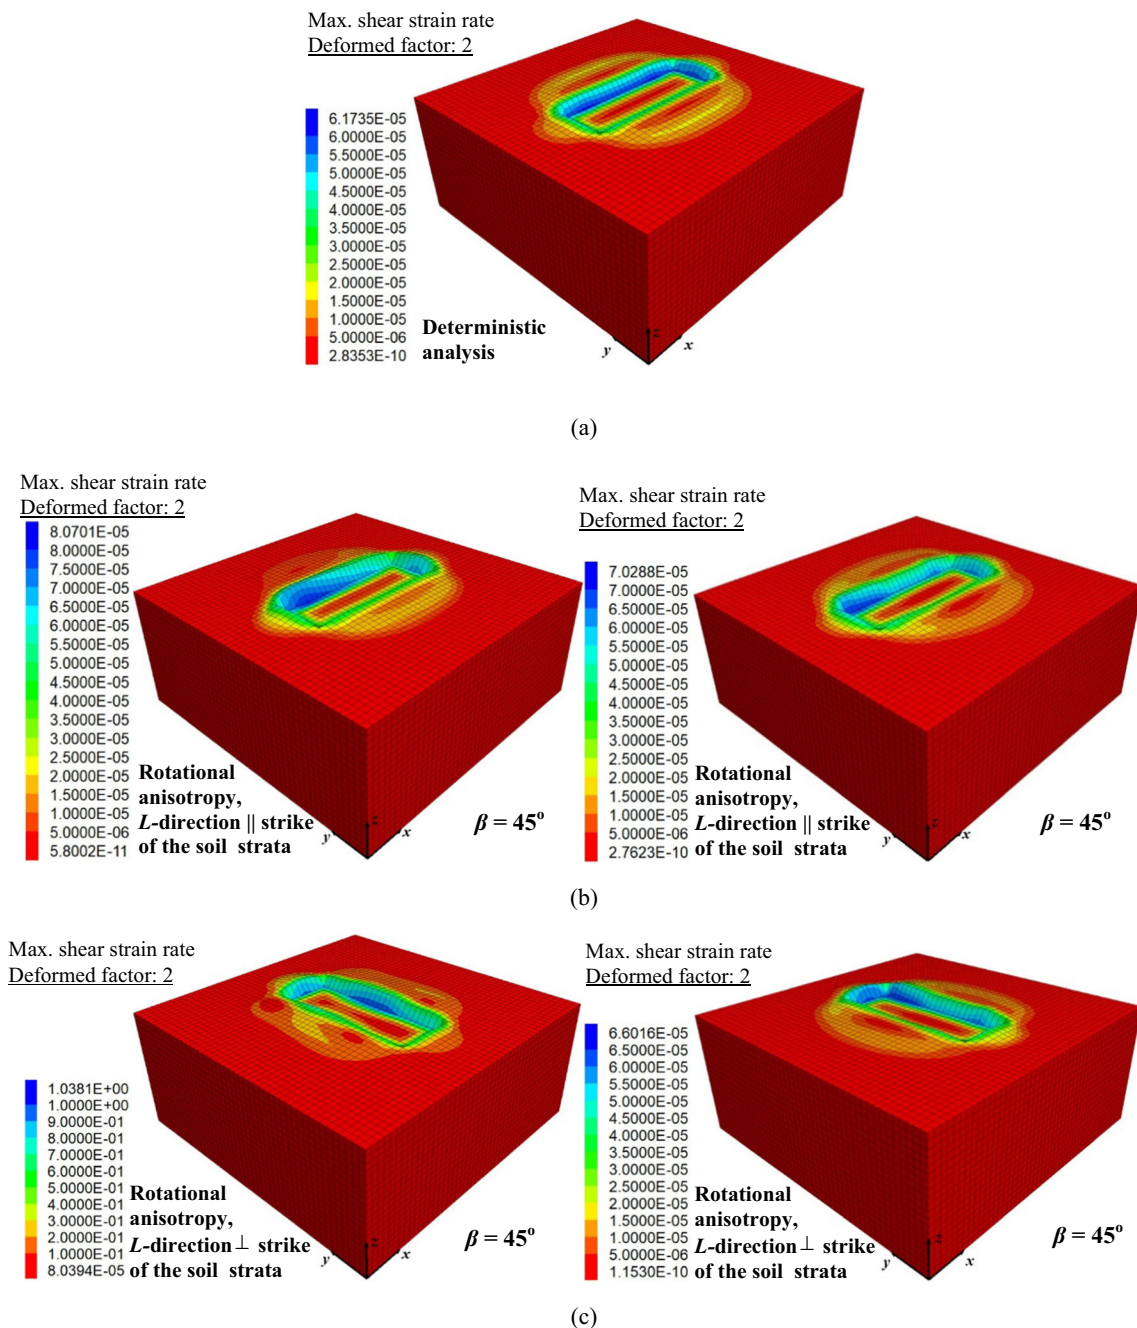 Max. shear strain rate
Deformed factor: 2
6.1735E-05
6.0000E-05
5.5000E-05
5.0000E-05
4.5000E-05
4.0000E-05
3.5000E-05
3.0000E-05
2.5000E-05
2.0000E-05
1.5000E-05
1.0000E-05
5.0000E-06
2.8353E-10
Deterministic
analysis
z
y
x
(a)
Max. shear strain rate
Deformed factor: 2
8.0701E-05
8.0000E-05
7.5000E-05
7.0000E-05
6.5000E-05
6.0000E-05
5.5000E-05
5.0000E-05
4.5000E-05
4.0000E-05
3.5000E-05
3.0000E-05
2.5000E-05
2.0000E-05
1.5000E-05
1.0000E-05
5.0000E-06
5.8002E-11
Rotational
anisotropy,
L-direction || strike
of the soil strata
β = 45°
z
y
x
Max. shear strain rate
Deformed factor: 2
7.0288E-05
7.0000E-05
6.5000E-05
6.0000E-05
5.5000E-05
5.0000E-05
4.5000E-05
4.0000E-05
3.5000E-05
3.0000E-05
2.5000E-05
2.0000E-05
1.5000E-05
1.0000E-05
5.0000E-06
2.7623E-10
Rotational
anisotropy,
L-direction || strike
of the soil strata
β = 45°
z
y
x
(b)
Max. shear strain rate
Deformed factor: 2
1.0381E+00
1.0000E+00
9.0000E-01
8.0000E-01
7.0000E-01
6.0000E-01
5.0000E-01
4.0000E-01
3.0000E-01
2.0000E-01
1.0000E-01
8.0394E-05
Rotational
anisotropy,
L-direction ⊥ strike
of the soil strata
β = 45°
z
y
x
Max. shear strain rate
Deformed factor: 2
6.6016E-05
6.5000E-05
6.0000E-05
5.5000E-05
5.0000E-05
4.5000E-05
4.0000E-05
3.5000E-05
3.0000E-05
2.5000E-05
2.0000E-05
1.5000E-05
1.0000E-05
5.0000E-06
1.1530E-10
Rotational
anisotropy,
L-direction ⊥ strike
of the soil strata
β = 45°
z
y
x
(c)